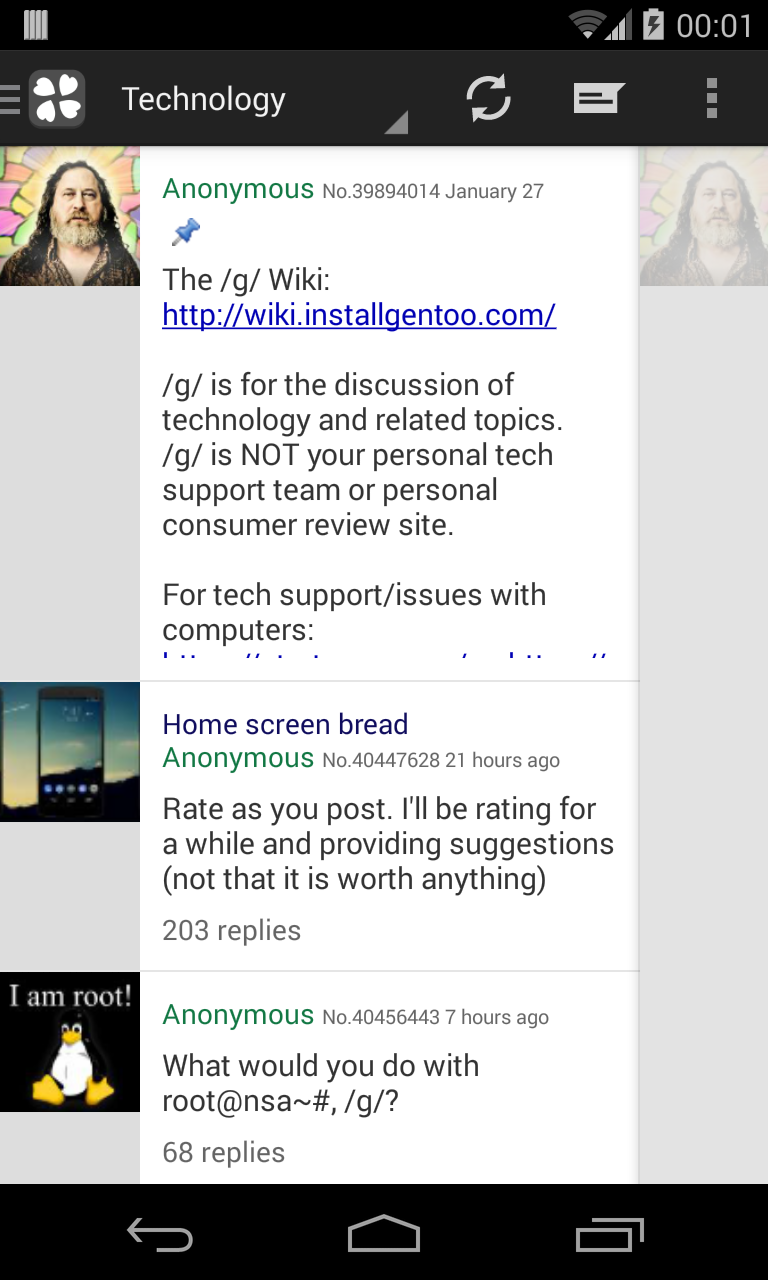 00:01
Technology
Anonymous No.39894014 January 27
The /g/ Wiki:
http://wiki.installgentoo.com/
/g/ is for the discussion of
technology and related topics.
/g/ is NOT your personal tech
support team or personal
consumer review site.
For tech support/issues with
computers:
Home screen bread
Anonymous No.40447628 21 hours ago
Rate as you post. I'll be rating for
a while and providing suggestions
(not that it is worth anything)
203 replies
I am root!
Anonymous No.40456443 7 hours ago
What would you do with
root@nsa~#, /g/?
68 replies